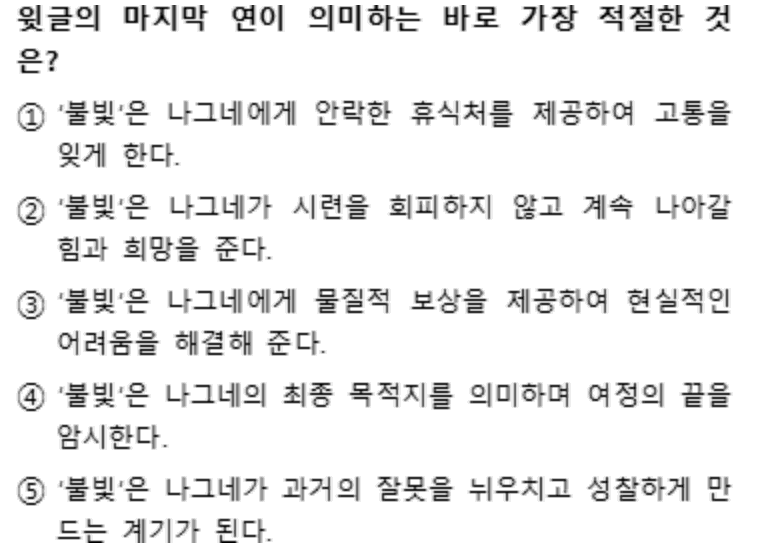 윗글의 마지막 연이 의미하는 바로 가장 적절한 것
은?
① ‘불빛‘은 나그네에게 안락한 휴식처를 제공하여 고통을
잊게 한다.
② ‘불빛‘은 나그네가 시련을 회피하지 않고 계속 나아갈
힘과 희망을 준다.
③ ‘불빛‘은 나그네에게 물질적 보상을 제공하여 현실적인
어려움을 해결해 준다.
④ ‘불빛‘은 나그네의 최종 목적지를 의미하며 여정의 끝을
암시한다.
⑤ ‘불빛‘은 나그네가 과거의 잘못을 뉘우치고 성찰하게 만
드는 계기가 된다.